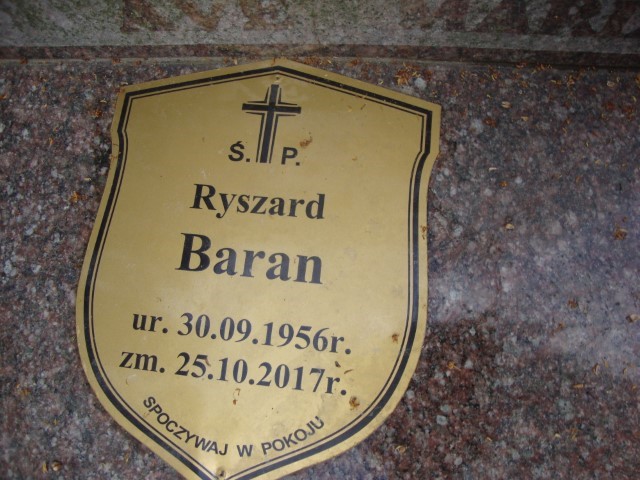 Ś. P.
Ryszard
Baran
ur. 30.09.1956r.
zm. 25.10.2017r.
SPOCZYWAJ W POKOJU